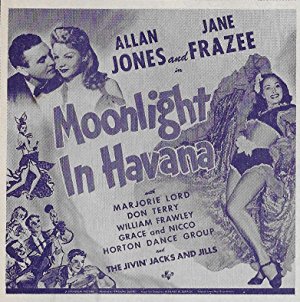 ALLAN JONES and JANE FRAZEE
in
Moonlight
In Havana
with
MARJORIE LORD
DON TERRY
WILLIAM FRAWLEY
GRACE and NICCO
HORTON DANCE GROUP
and
THE JIVIN' JACKS AND JILLS